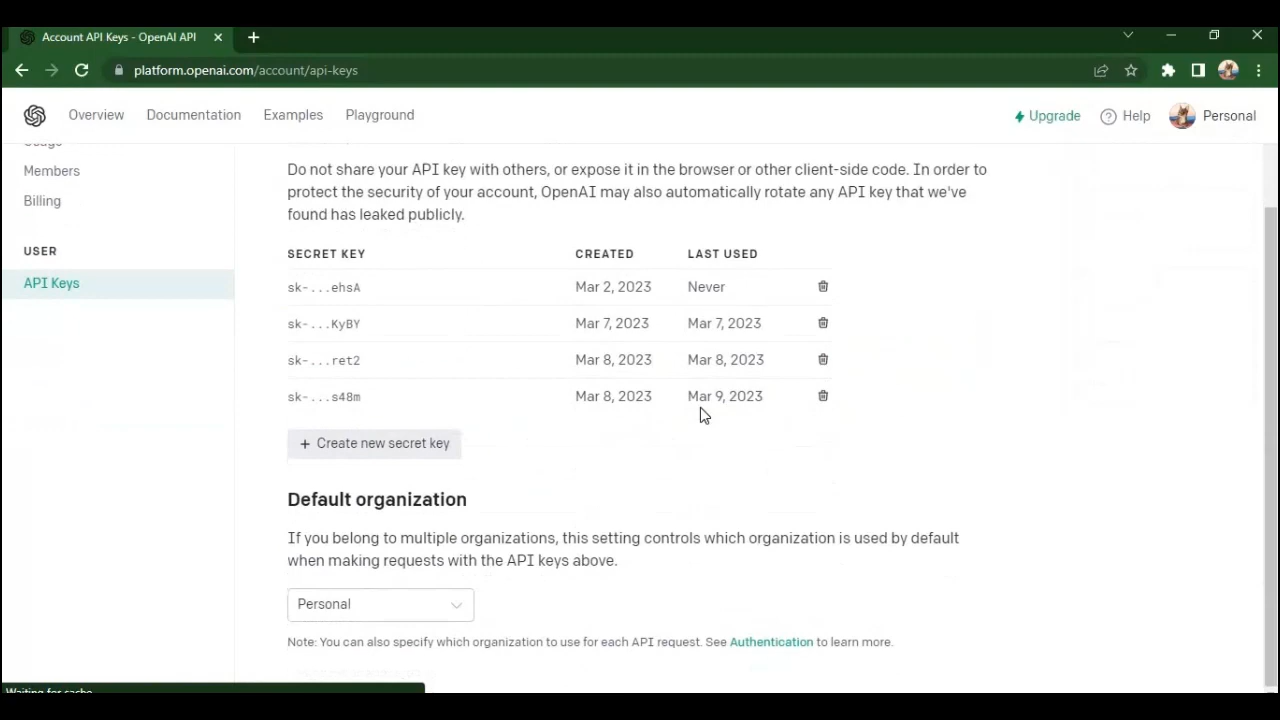 Account API Keys - OpenAI API
platform.openai.com/account/api-keys
Overview Documentation Examples Playground Upgrade Help Personal
Usage
Members
Billing
USER
API Keys
Do not share your API key with others, or expose it in the browser or other client-side code. In order to
protect the security of your account, OpenAI may also automatically rotate any API key that we've
found has leaked publicly.
SECRET KEY CREATED LAST USED
sk-...ehsA Mar 2, 2023 Never
sk-...KyBY Mar 7, 2023 Mar 7, 2023
sk-...ret2 Mar 8, 2023 Mar 8, 2023
sk-...s48m Mar 8, 2023 Mar 9, 2023
+ Create new secret key
Default organization
If you belong to multiple organizations, this setting controls which organization is used by default
when making requests with the API keys above.
Personal
Note: You can also specify which organization to use for each API request. See Authentication to learn more.
Waiting for cache